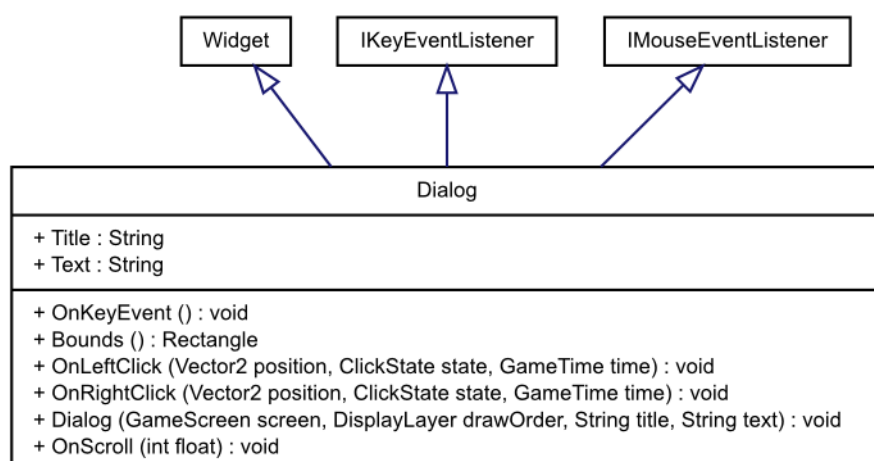 Widget
IKeyEventListener
IMouseEventListener
Dialog
+ Title : String
+ Text : String
+ OnKeyEvent () : void
+ Bounds () : Rectangle
+ OnLeftClick (Vector2 position, ClickState state, GameTime time) : void
+ OnRightClick (Vector2 position, ClickState state, GameTime time) : void
+ Dialog (GameScreen screen, DisplayLayer drawOrder, String title, String text) : void
+ OnScroll (int float) : void